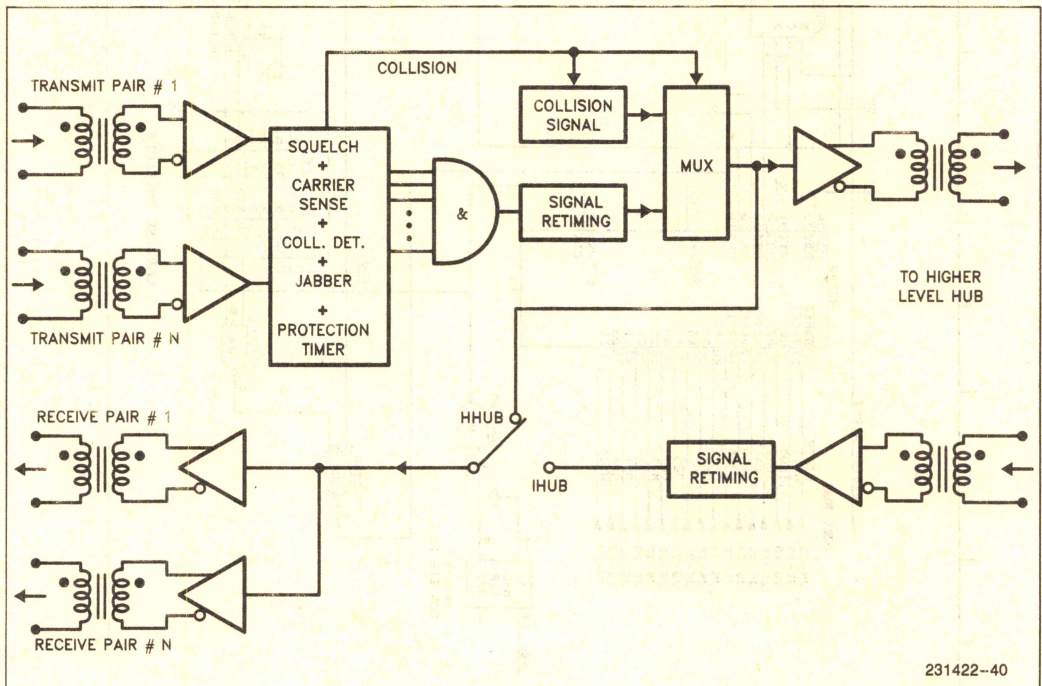 TRANSMIT PAIR # 1
COLLISION
COLLISION
SIGNAL
MUX
SQUELCH
+
CARRIER
SENSE
+
COLL. DET.
+
JABBER
+
PROTECTION
TIMER
&
SIGNAL
RETIMING
TO HIGHER
LEVEL HUB
TRANSMIT PAIR # N
RECEIVE PAIR # 1
HHUB
IHUB
SIGNAL
RETIMING
RECEIVE PAIR # N
231422-40